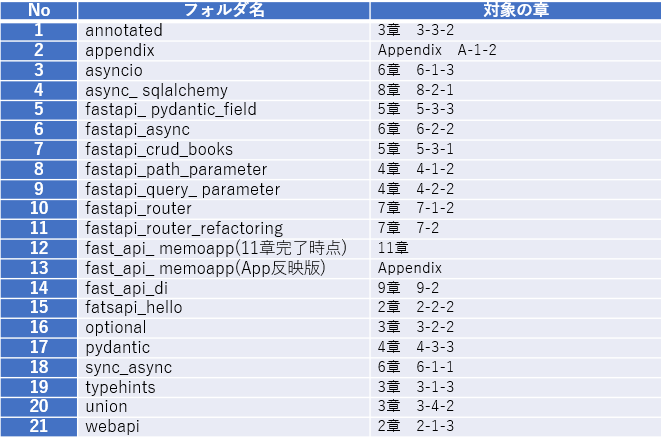 No フォルダ名 対象の章
1 annotated 3章 3-3-2
2 appendix Appendix A-1-2
3 asyncio 6章 6-1-3
4 async_ sqlalchemy 8章 8-2-1
5 fastapi_ pydantic_field 5章 5-3-3
6 fastapi_async 6章 6-2-2
7 fastapi_crud_books 5章 5-3-1
8 fastapi_path_parameter 4章 4-1-2
9 fastapi_query_ parameter 4章 4-2-2
10 fastapi_router 7章 7-1-2
11 fastapi_router_refactoring 7章 7-2
12 fast_api_ memoapp(11章完了時点) 11章
13 fast_api_ memoapp(App反映版) Appendix
14 fast_api_di 9章 9-2
15 fatsapi_hello 2章 2-2-2
16 optional 3章 3-2-2
17 pydantic 4章 4-3-3
18 sync_async 6章 6-1-1
19 typehints 3章 3-1-3
20 union 3章 3-4-2
21 webapi 2章 2-1-3